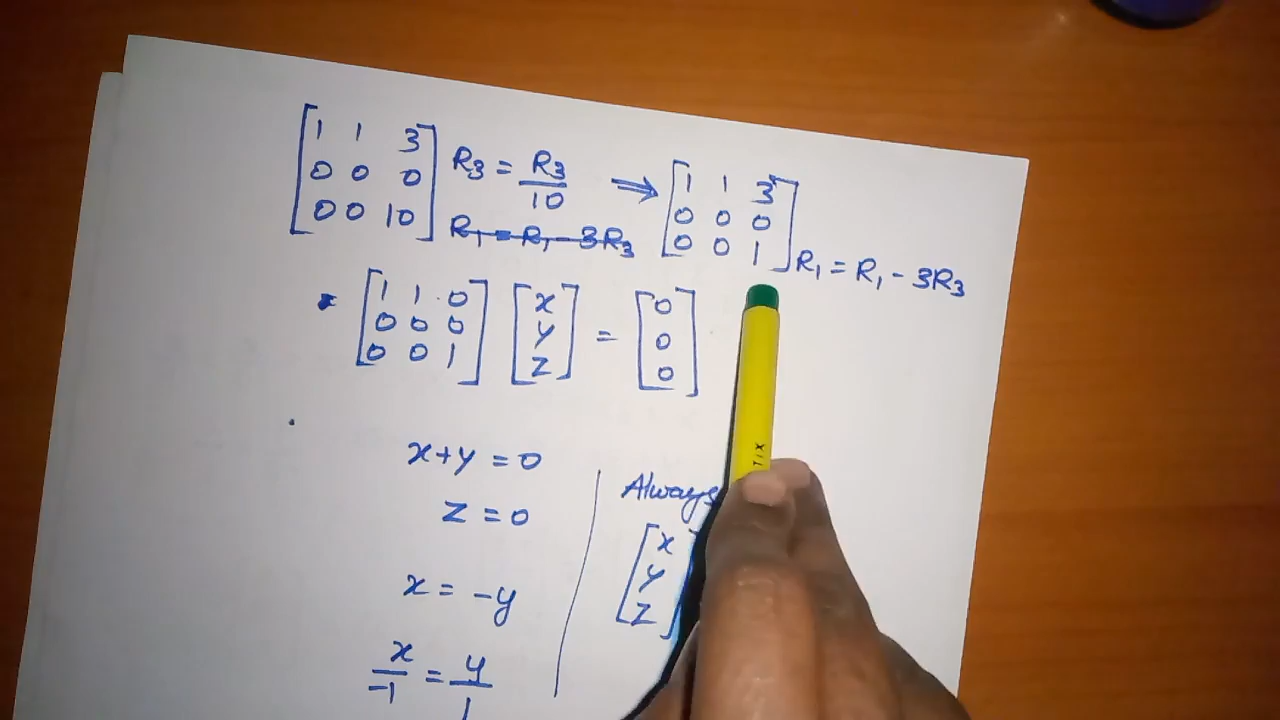 [1 1 3
0 0 0
0 0 10] R3 = R3/10 ⇒ [1 1 3
0 0 0
0 0 1] R1 = R1 - 3R3
R1 = R1 - 3R3
[1 1 0
0 0 0
0 0 1] [x
y
z] = [0
0
0]
x+y = 0
z = 0
x = -y
x/-1 = y/1
Always
[x
y
z]
TIX